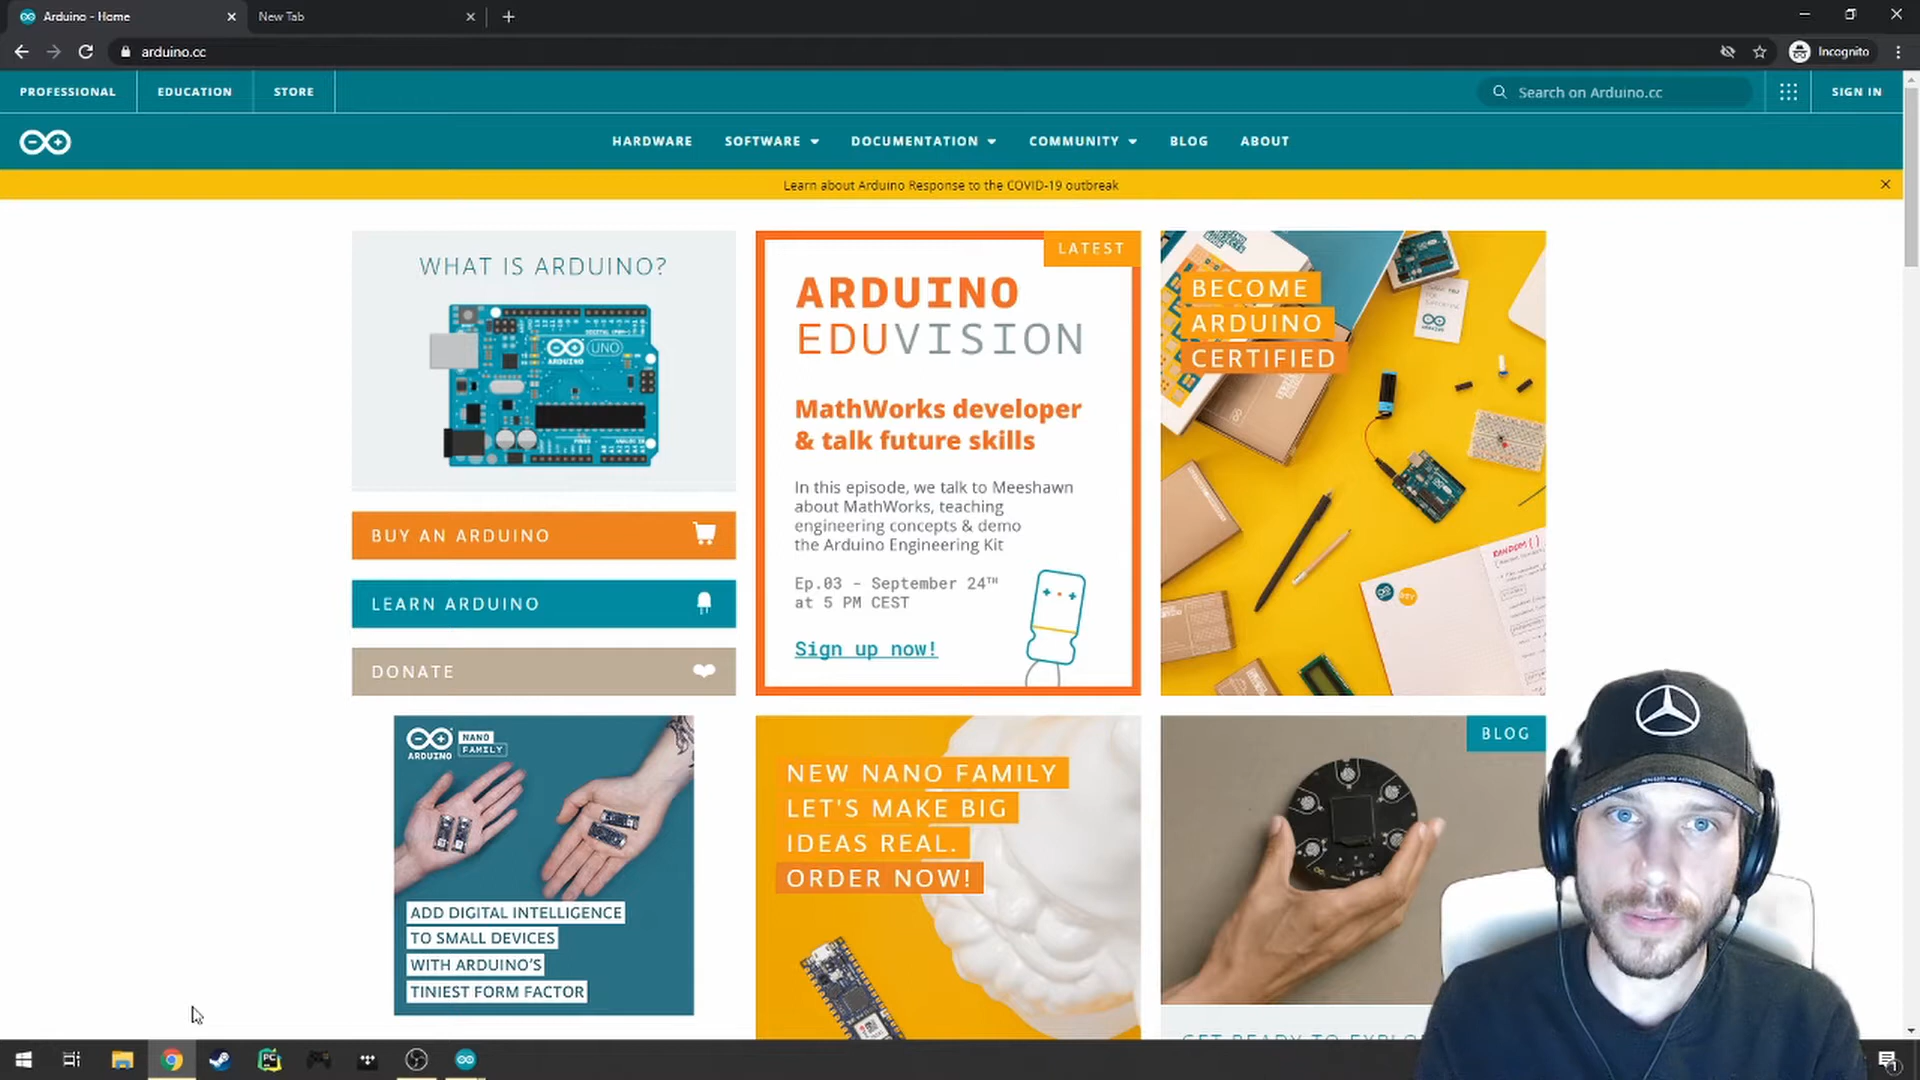 Arduino - Home
New Tab
arduino.cc
Incognito
PROFESSIONAL
EDUCATION
STORE
Search on Arduino.cc
SIGN IN
HARDWARE
SOFTWARE
DOCUMENTATION
COMMUNITY
BLOG
ABOUT
Learn about Arduino Response to the COVID-19 outbreak
WHAT IS ARDUINO?
UNO
ARDUINO
BUY AN ARDUINO
LEARN ARDUINO
DONATE
LATEST
ARDUINO
EDUVISION
MathWorks developer
& talk future skills
In this episode, we talk to Meeshawn
about MathWorks, teaching
engineering concepts & demo
the Arduino Engineering Kit
Ep.03 - September 24™
at 5 PM CEST
Sign up now!
BECOME
ARDUINO
CERTIFIED
ARDUINO
NANO
FAMILY
ADD DIGITAL INTELLIGENCE
TO SMALL DEVICES
WITH ARDUINO'S
TINIEST FORM FACTOR
NEW NANO FAMILY
LET'S MAKE BIG
IDEAS REAL.
ORDER NOW!
BLOG